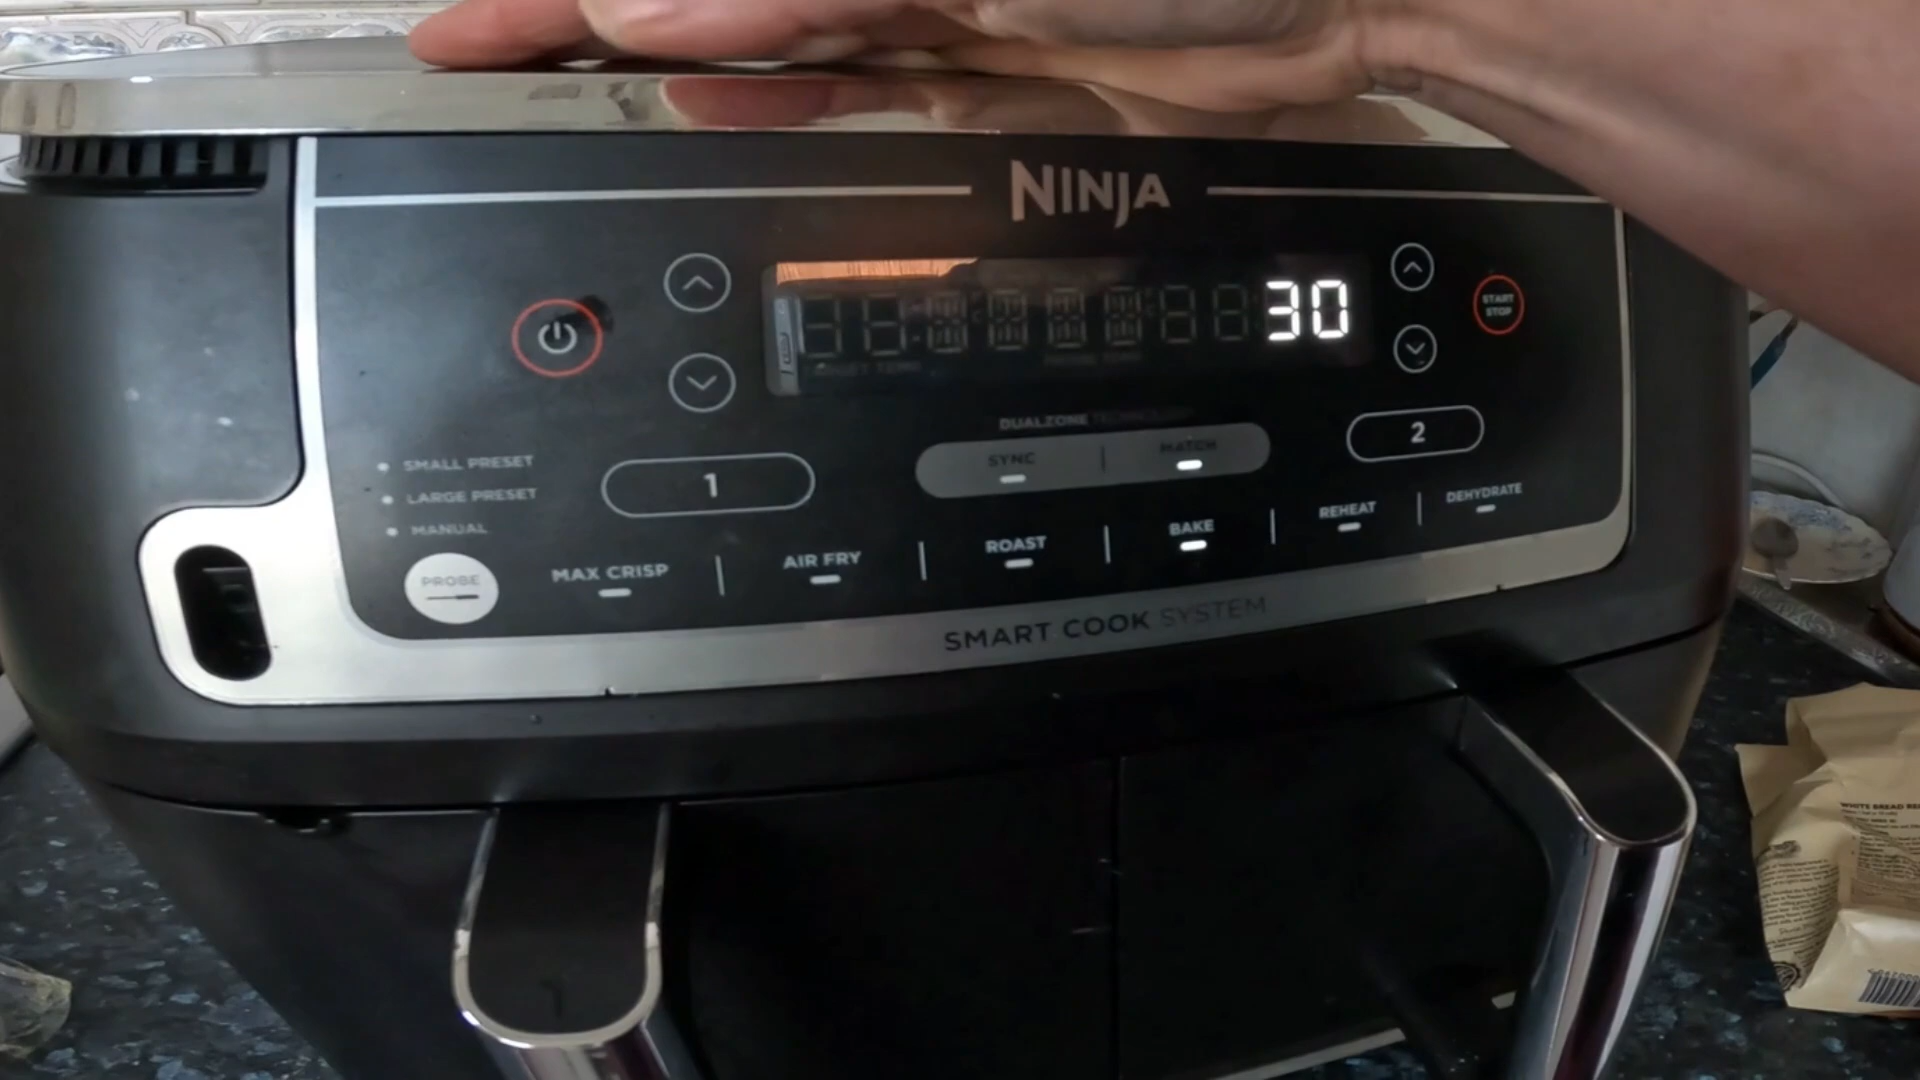 NINJA
30
START
STOP
DUALZONE TECHNOLOGY
SYNC
MATCH
1
2
SMALL PRESET
LARGE PRESET
MANUAL
PROBE
MAX CRISP
AIR FRY
ROAST
BAKE
REHEAT
DEHYDRATE
SMART COOK SYSTEM
WHITE BREAD